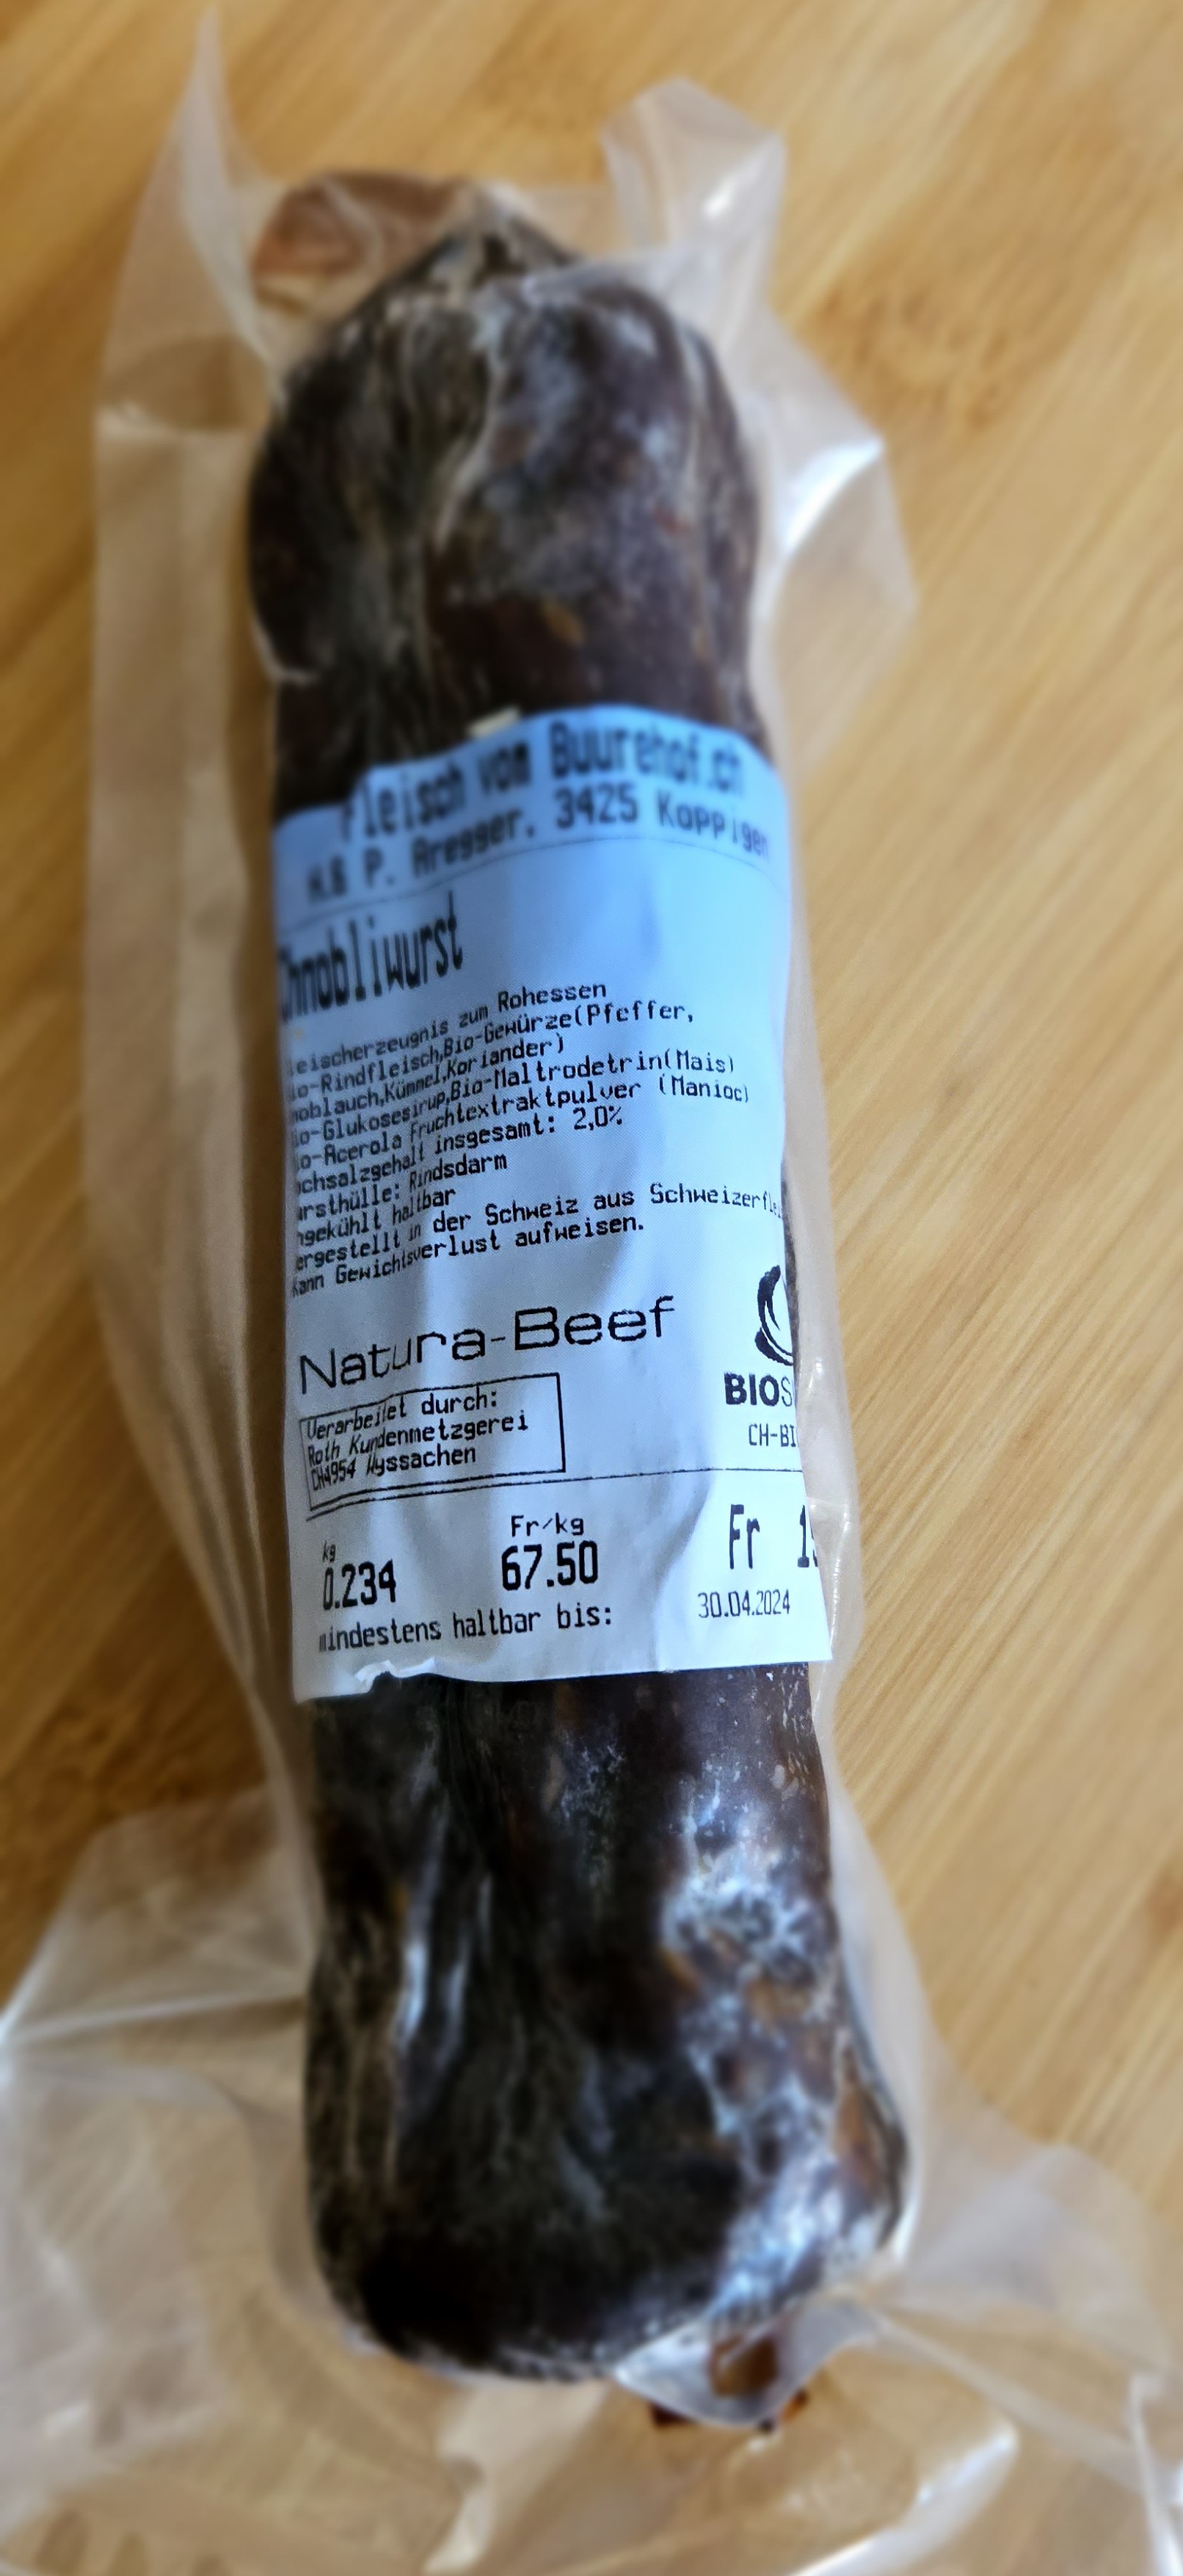 Fleisch vom Buurehof.ch
H.& P. Aregger, 3425 Koppigen
Chnobliwurst
leischerzeugnis zum Rohessen
io-Rindfleisch,Bio-Gewürze(Pfeffer,
noblauch,Kümmel,Koriander)
io-Glukosesirup,Bio-Maltrodetrin(Mais)
io-Acerola Fruchtextraktpulver (Manioc)
ochsalzgehalt insgesamt: 2,0%
ursthülle: Rindsdarm
ngekühlt haltbar
ergestellt in der Schweiz aus Schweizerfle
kann Gewichtsverlust aufweisen.
Natura-Beef
BIOS
CH-BI
Verarbeitet durch:
Roth Kundenmetzgerei
CH4954 Wyssachen
kg Fr/kg Fr 1
0.234 67.50
mindestens haltbar bis: 30.04.2024